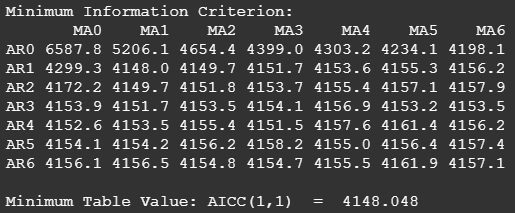 Minimum Information Criterion:
MA0 MA1 MA2 MA3 MA4 MA5 MA6
AR0 6587.8 5206.1 4654.4 4399.0 4303.2 4234.1 4198.1
AR1 4299.3 4148.0 4149.7 4151.7 4153.6 4155.3 4156.2
AR2 4172.2 4149.7 4151.8 4153.7 4155.4 4157.1 4157.9
AR3 4153.9 4151.7 4153.5 4154.1 4156.9 4153.2 4153.5
AR4 4152.6 4153.5 4155.4 4151.5 4157.6 4161.4 4156.2
AR5 4154.1 4154.2 4156.2 4158.2 4155.0 4156.4 4157.4
AR6 4156.1 4156.5 4154.8 4154.7 4155.5 4161.9 4157.1
Minimum Table Value: AICC(1,1) = 4148.048